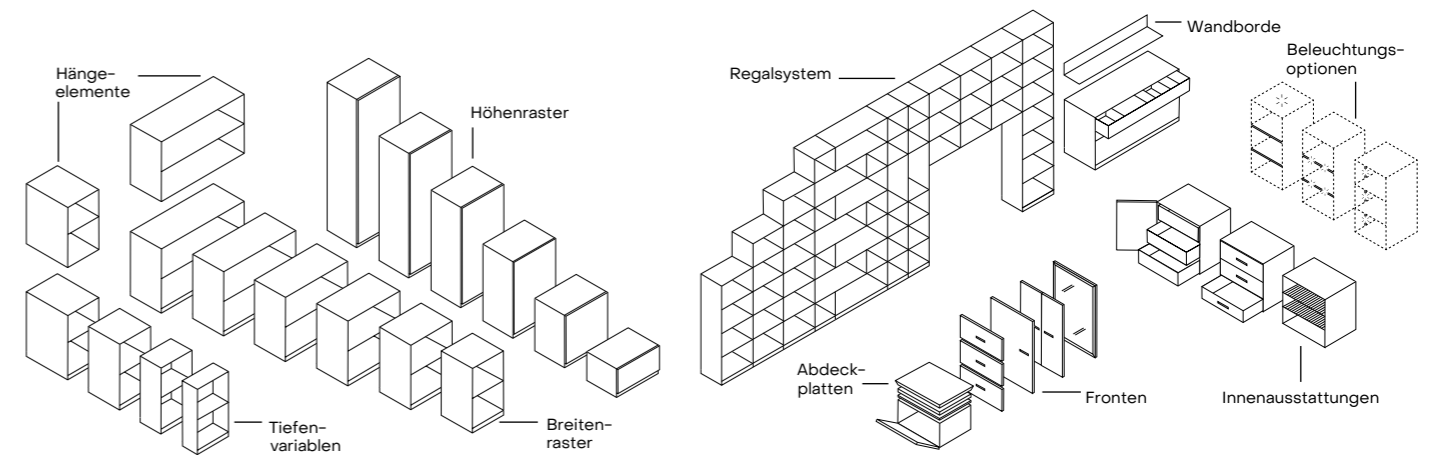 Hänge-
elemente
Höhenraster
Tiefen-
variablen
Breiten-
raster
Regalsystem
Wandborde
Beleuchtungs-
optionen
Abdeck-
platten
Fronten
Innenausstattungen